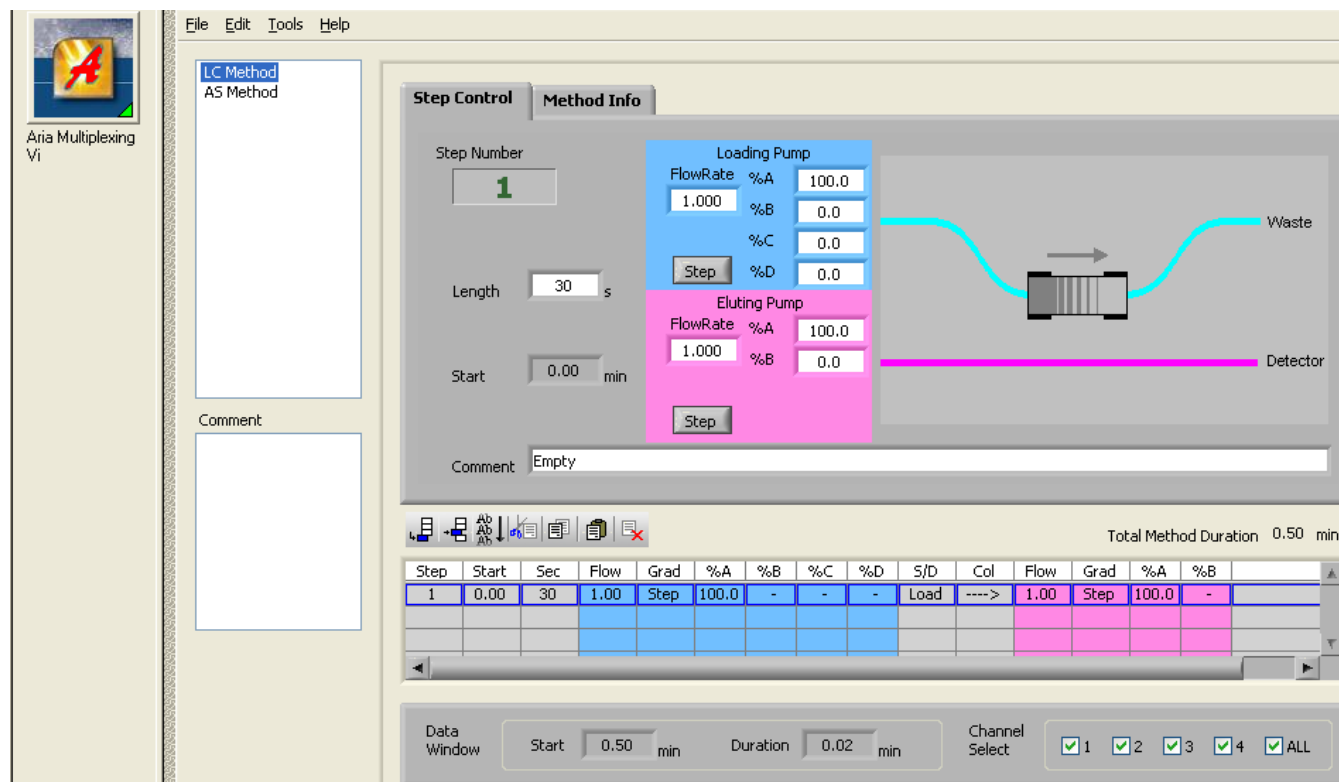 File Edit Tools Help
Aria Multiplexing
Vi
LC Method
AS Method
Comment
Step Control Method Info
Step Number
1
Length 30 s
Start 0.00 min
Loading Pump
FlowRate %A 100.0
1.000 %B 0.0
%C 0.0
Step %D 0.0
Eluting Pump
FlowRate %A 100.0
1.000 %B 0.0
Step
Waste
Detector
Comment Empty
Total Method Duration 0.50 min
Step Start Sec Flow Grad %A %B %C %D S/D Col Flow Grad %A %B
1 0.00 30 1.00 Step 100.0 - - - Load ----> 1.00 Step 100.0 -
Data
Window
Start 0.50 min Duration 0.02 min
Channel
Select
1 2 3 4 ALL